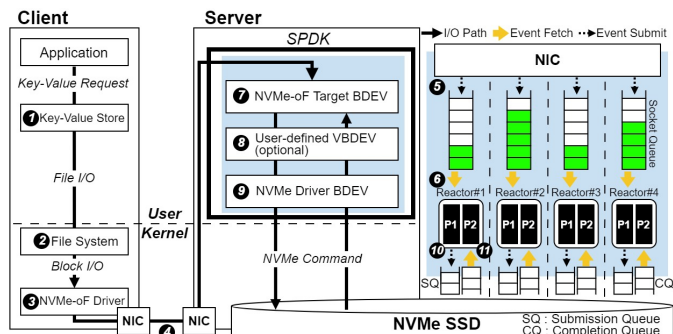 Client
Application
Key-Value Request
1 Key-Value Store
File I/O
User
Kernel
2 File System
Block I/O
3 NVMe-oF Driver
NIC
4
NIC
Server
SPDK
7 NVMe-oF Target BDEV
8 User-defined VBDEV
(optional)
9 NVMe Driver BDEV
NVMe Command
NVMe SSD
SQ : Submission Queue
CQ : Completion Queue
I/O Path
Event Fetch
Event Submit
NIC
5
Socket Queue
6
Reactor#1
Reactor#2
Reactor#3
Reactor#4
P1 P2
P1 P2
P1 P2
P1 P2
10
11
SQ
CQ